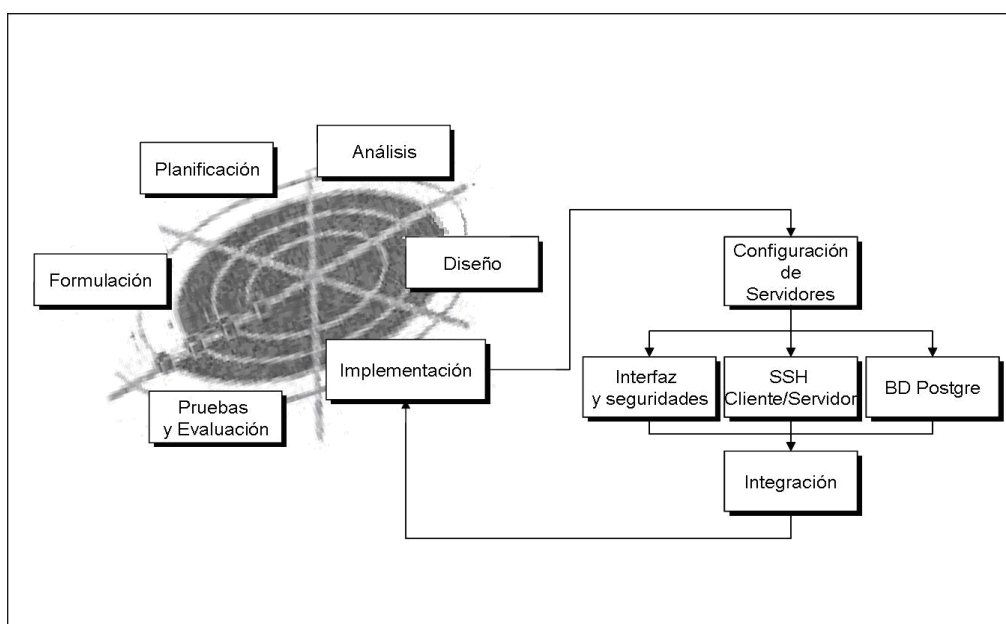 Análisis
Planificación
Formulación
Diseño
Implementación
Pruebas
y Evaluación
Configuración
de
Servidores
Interfaz
y seguridades
SSH
Cliente/Servidor
BD Postgre
Integración